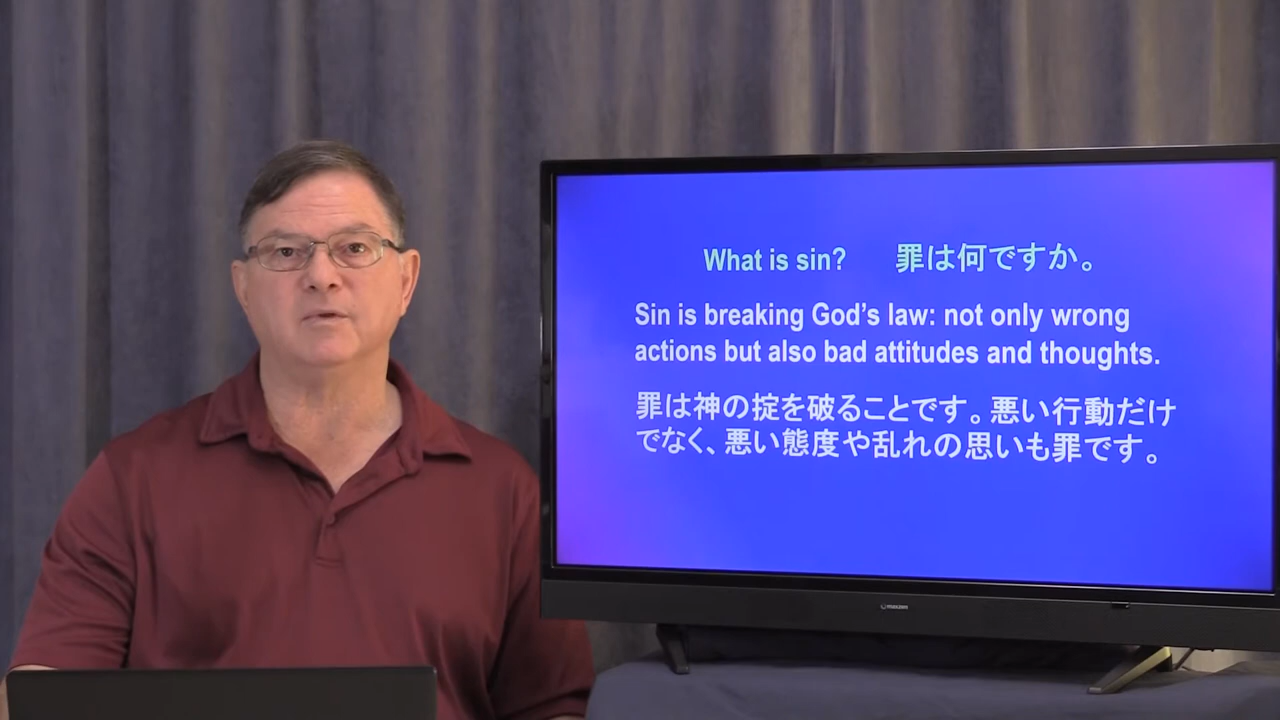 What is sin? 罪は何ですか。
Sin is breaking God's law: not only wrong
actions but also bad attitudes and thoughts.
罪は神の掟を破ることです。悪い行動だけ
でなく、悪い態度や乱れの思いも罪です。
maxzen